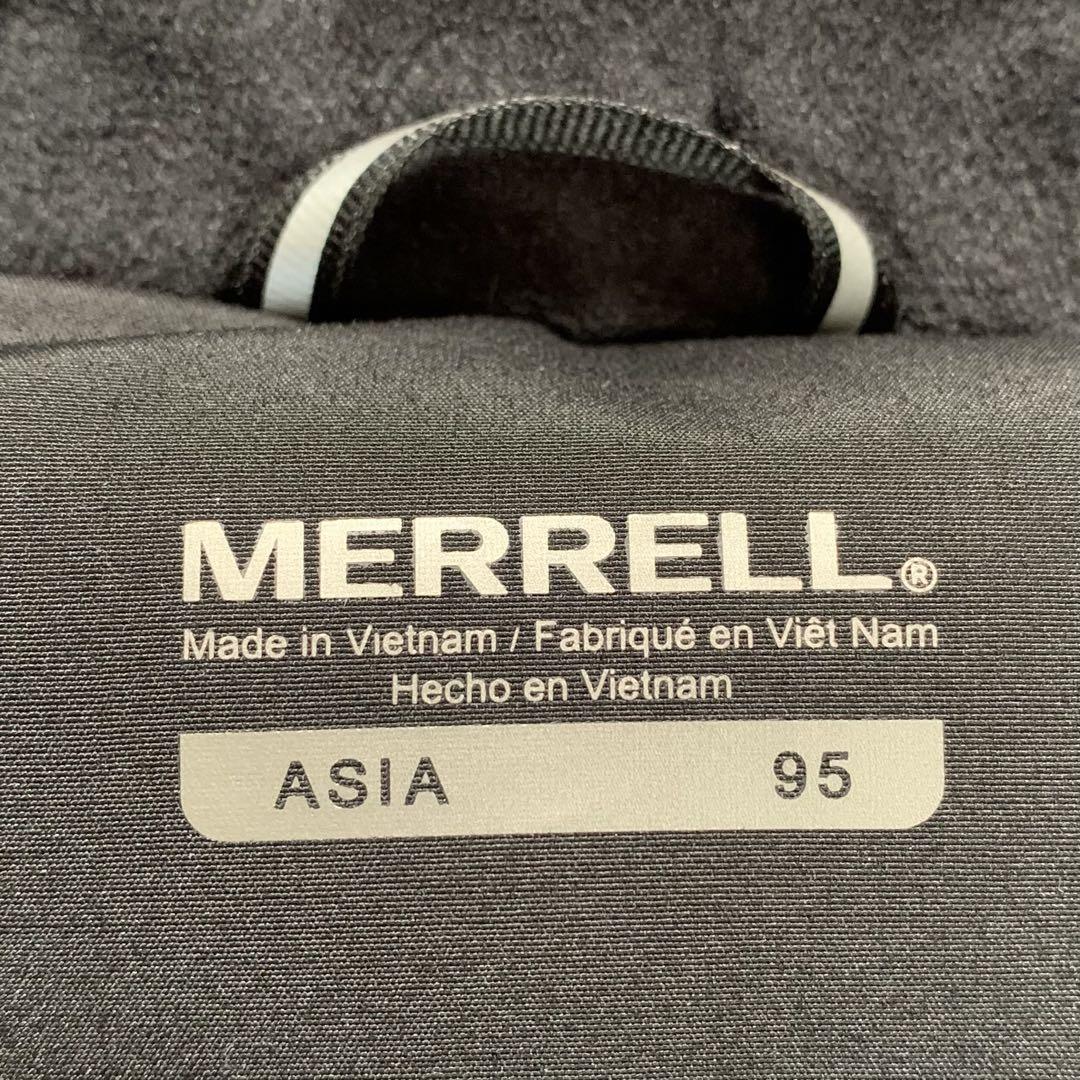 MERRELL®
Made in Vietnam / Fabriqué en Viêt Nam
Hecho en Vietnam
ASIA 95